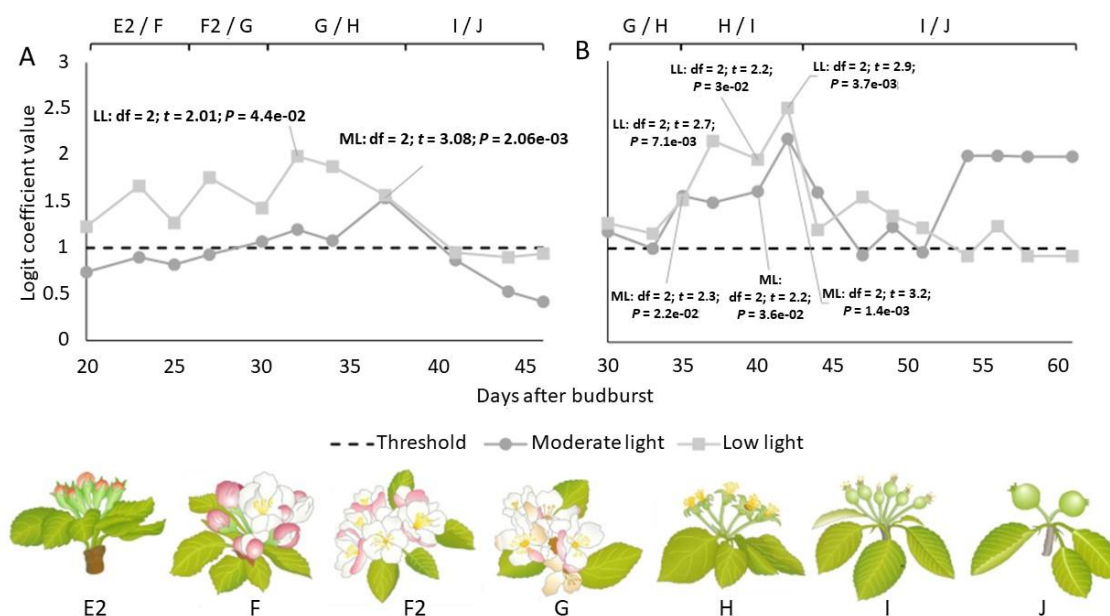 A
E2 / F
F2 / G
G / H
I / J
B
G / H
H / I
I / J
3
2.5
2
1.5
1
0.5
0
Logit coefficient value
LL: df = 2; t = 2.01; P = 4.4e-02
ML: df = 2; t = 3.08; P = 2.06e-03
LL: df = 2; t = 2.2;
P = 3e-02
LL: df = 2; t = 2.9;
P = 3.7e-03
LL: df = 2; t = 2.7;
P = 7.1e-03
ML: df = 2; t = 2.3;
P = 2.2e-02
ML:
df = 2; t = 2.2;
P = 3.6e-02
ML: df = 2; t = 3.2;
P = 1.4e-03
20 25 30 35 40 45
30 35 40 45 50 55 60
Days after budburst
Threshold Moderate light Low light
E2 F F2 G H I J